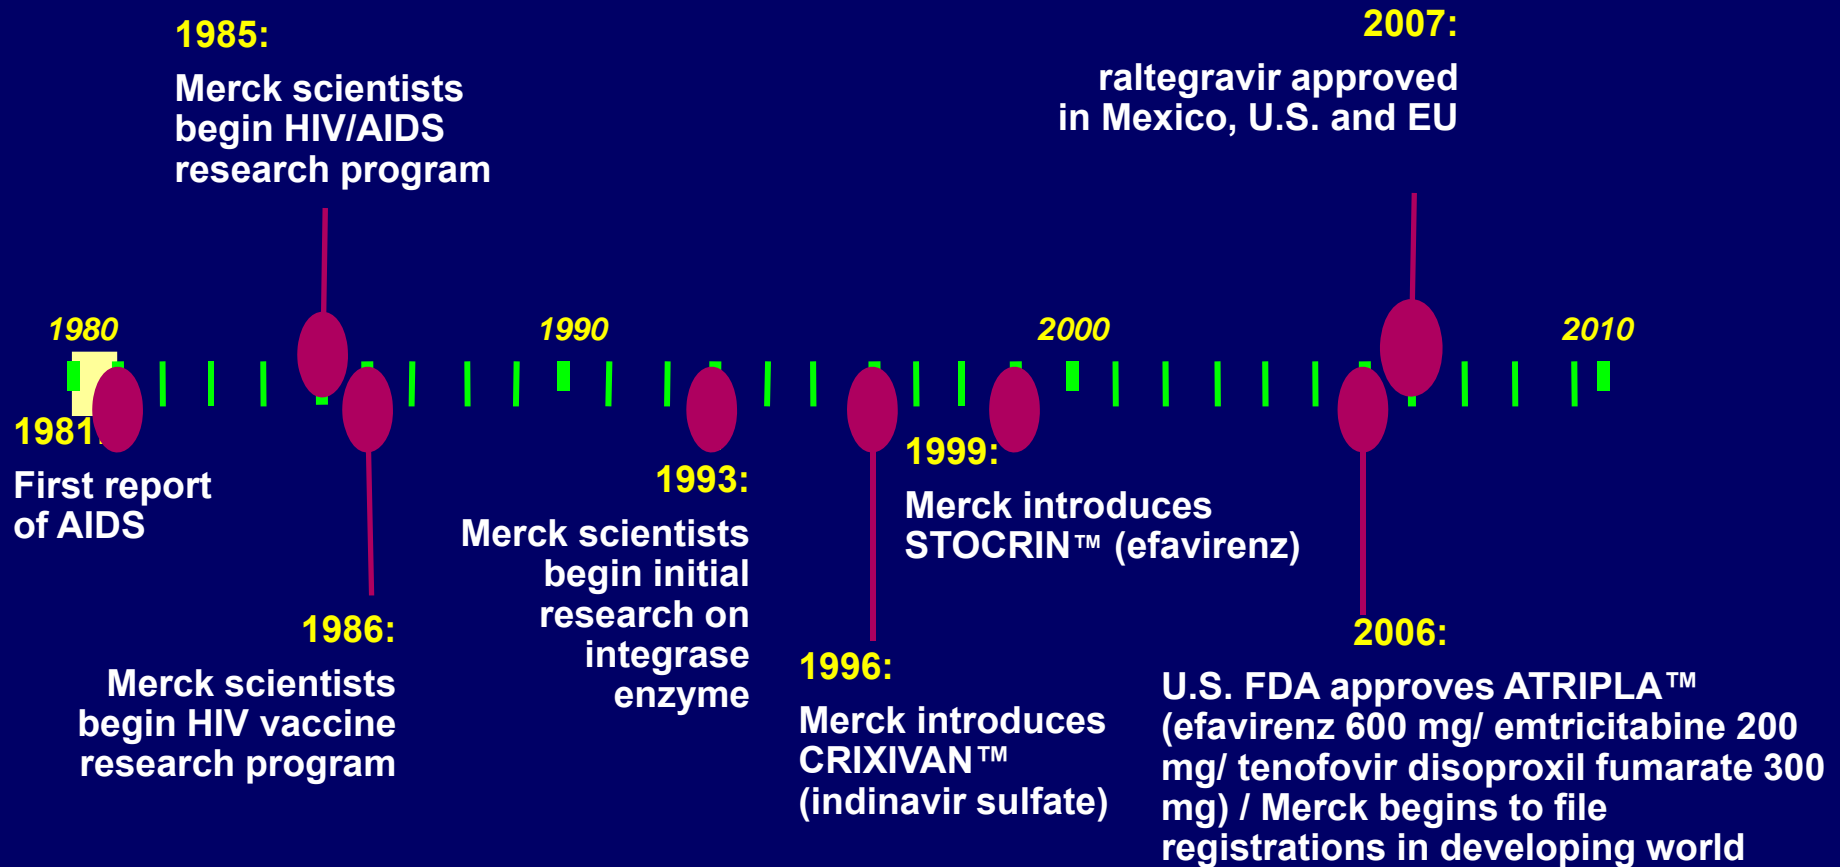 1985:
Merck scientists
begin HIV/AIDS
research program
2007:
raltegravir approved
in Mexico, U.S. and EU
1980
1990
2000
2010
1981:
First report
of AIDS
1986:
Merck scientists
begin HIV vaccine
research program
1993:
Merck scientists
begin initial
research on
integrase
enzyme
1996:
Merck introduces
CRIXIVAN™
(indinavir sulfate)
1999:
Merck introduces
STOCRIN™ (efavirenz)
2006:
U.S. FDA approves ATRIPLA™
(efavirenz 600 mg/ emtricitabine 200
mg/ tenofovir disoproxil fumarate 300
mg) / Merck begins to file
registrations in developing world